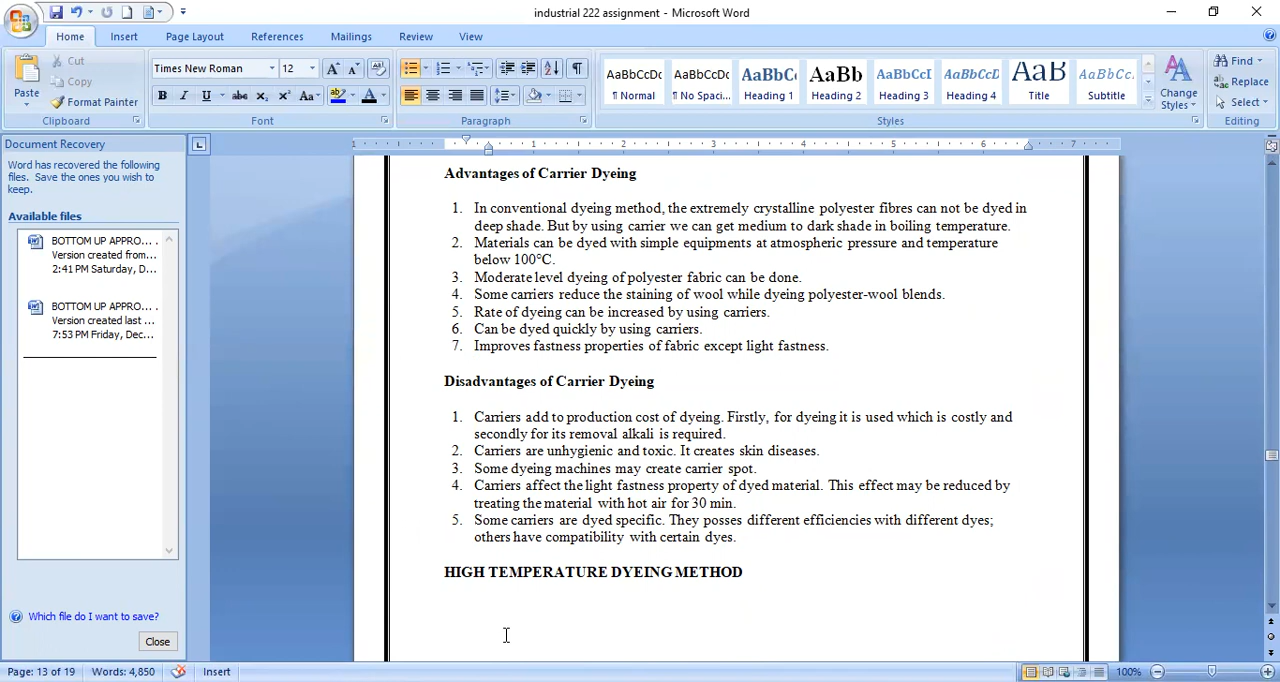 industrial 222 assignment - Microsoft Word
Home Insert Page Layout References Mailings Review View
Paste Cut Copy Format Painter Clipboard
Times New Roman 12 Font
Paragraph
AaBbCcDc ¶ Normal
AaBbCcDc ¶ No Spaci...
AaBbC( Heading 1
AaBb Heading 2
AaBbCcI Heading 3
AaBbCcD Heading 4
AaB Title
AaBbCc. Subtitle
Change Styles
Styles
Find Replace Select Editing
Document Recovery
Word has recovered the following
files. Save the ones you wish to
keep.
Available files
BOTTOM UP APPRO...
Version created from...
2:41 PM Saturday, D...
BOTTOM UP APPRO...
Version created last ...
7:53 PM Friday, Dec...
Which file do I want to save?
Close
1 1 2 3 4 5 6 7
Advantages of Carrier Dyeing
1. In conventional dyeing method, the extremely crystalline polyester fibres can not be dyed in
deep shade. But by using carrier we can get medium to dark shade in boiling temperature.
2. Materials can be dyed with simple equipments at atmospheric pressure and temperature
below 100°C.
3. Moderate level dyeing of polyester fabric can be done.
4. Some carriers reduce the staining of wool while dyeing polyester-wool blends.
5. Rate of dyeing can be increased by using carriers.
6. Can be dyed quickly by using carriers.
7. Improves fastness properties of fabric except light fastness.
Disadvantages of Carrier Dyeing
1. Carriers add to production cost of dyeing. Firstly, for dyeing it is used which is costly and
secondly for its removal alkali is required.
2. Carriers are unhygienic and toxic. It creates skin diseases.
3. Some dyeing machines may create carrier spot.
4. Carriers affect the light fastness property of dyed material. This effect may be reduced by
treating the material with hot air for 30 min.
5. Some carriers are dyed specific. They posses different efficiencies with different dyes;
others have compatibility with certain dyes.
HIGH TEMPERATURE DYEING METHOD
Page: 13 of 19 Words: 4,850 Insert 100%